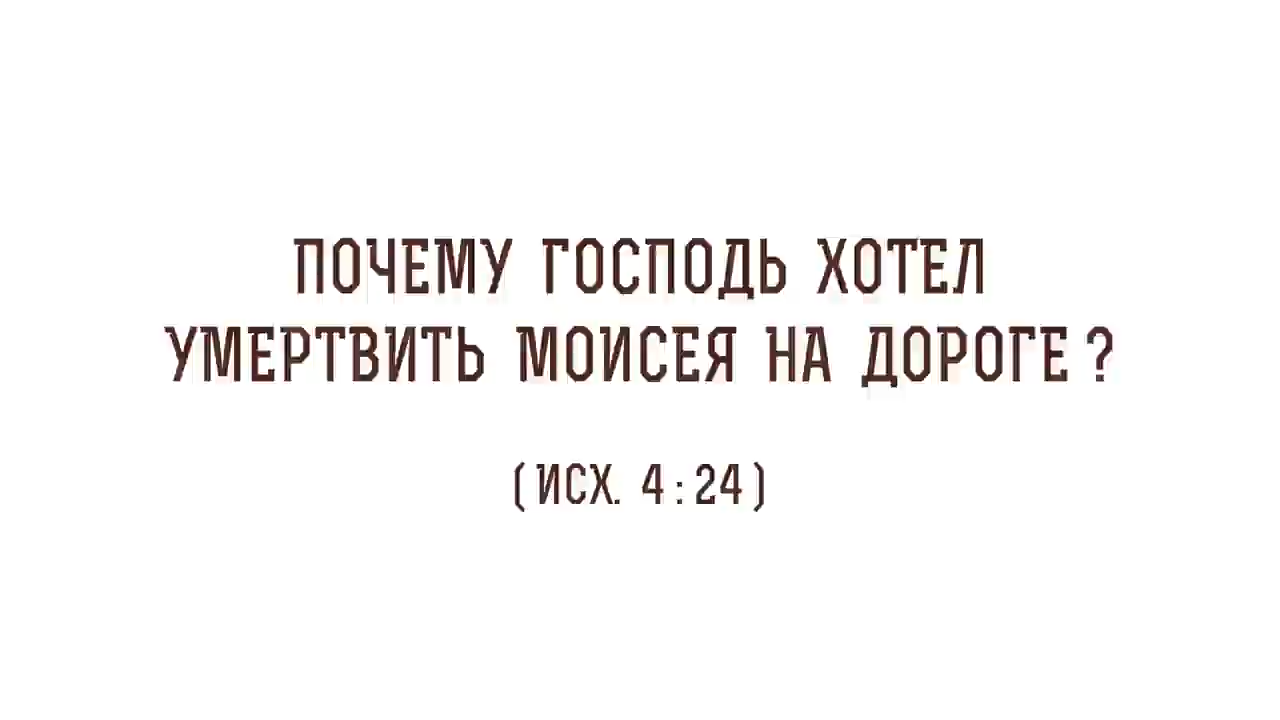 ПОЧЕМУ ГОСПОДЬ ХОТЕЛ
УМЕРТВИТЬ МОИСЕЯ НА ДОРОГЕ?
(ИСХ. 4:24)